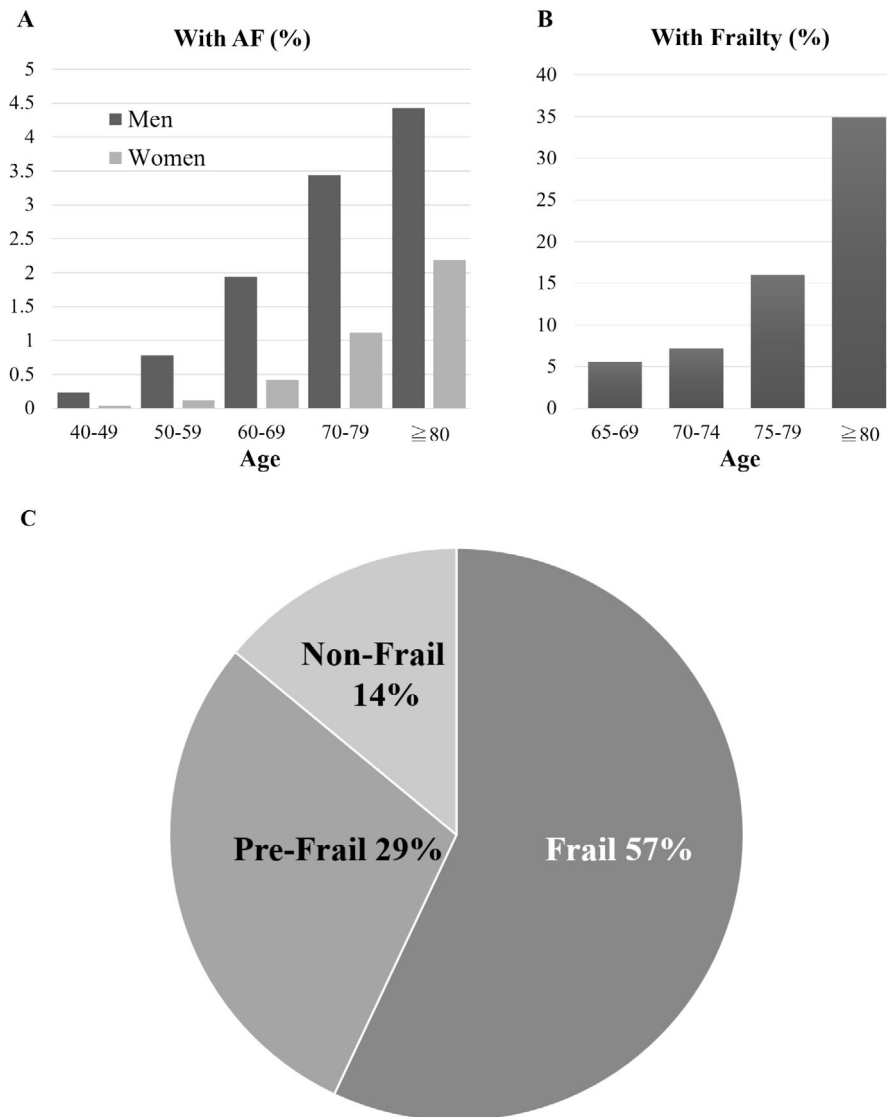 A
With AF (%)
5
4.5
4
3.5
3
2.5
2
1.5
1
0.5
0
Men
Women
40-49 50-59 60-69 70-79 ≧80
Age
B
With Frailty (%)
40
35
30
25
20
15
10
5
0
65-69 70-74 75-79 ≧80
Age
C
Non-Frail
14%
Pre-Frail 29%
Frail 57%